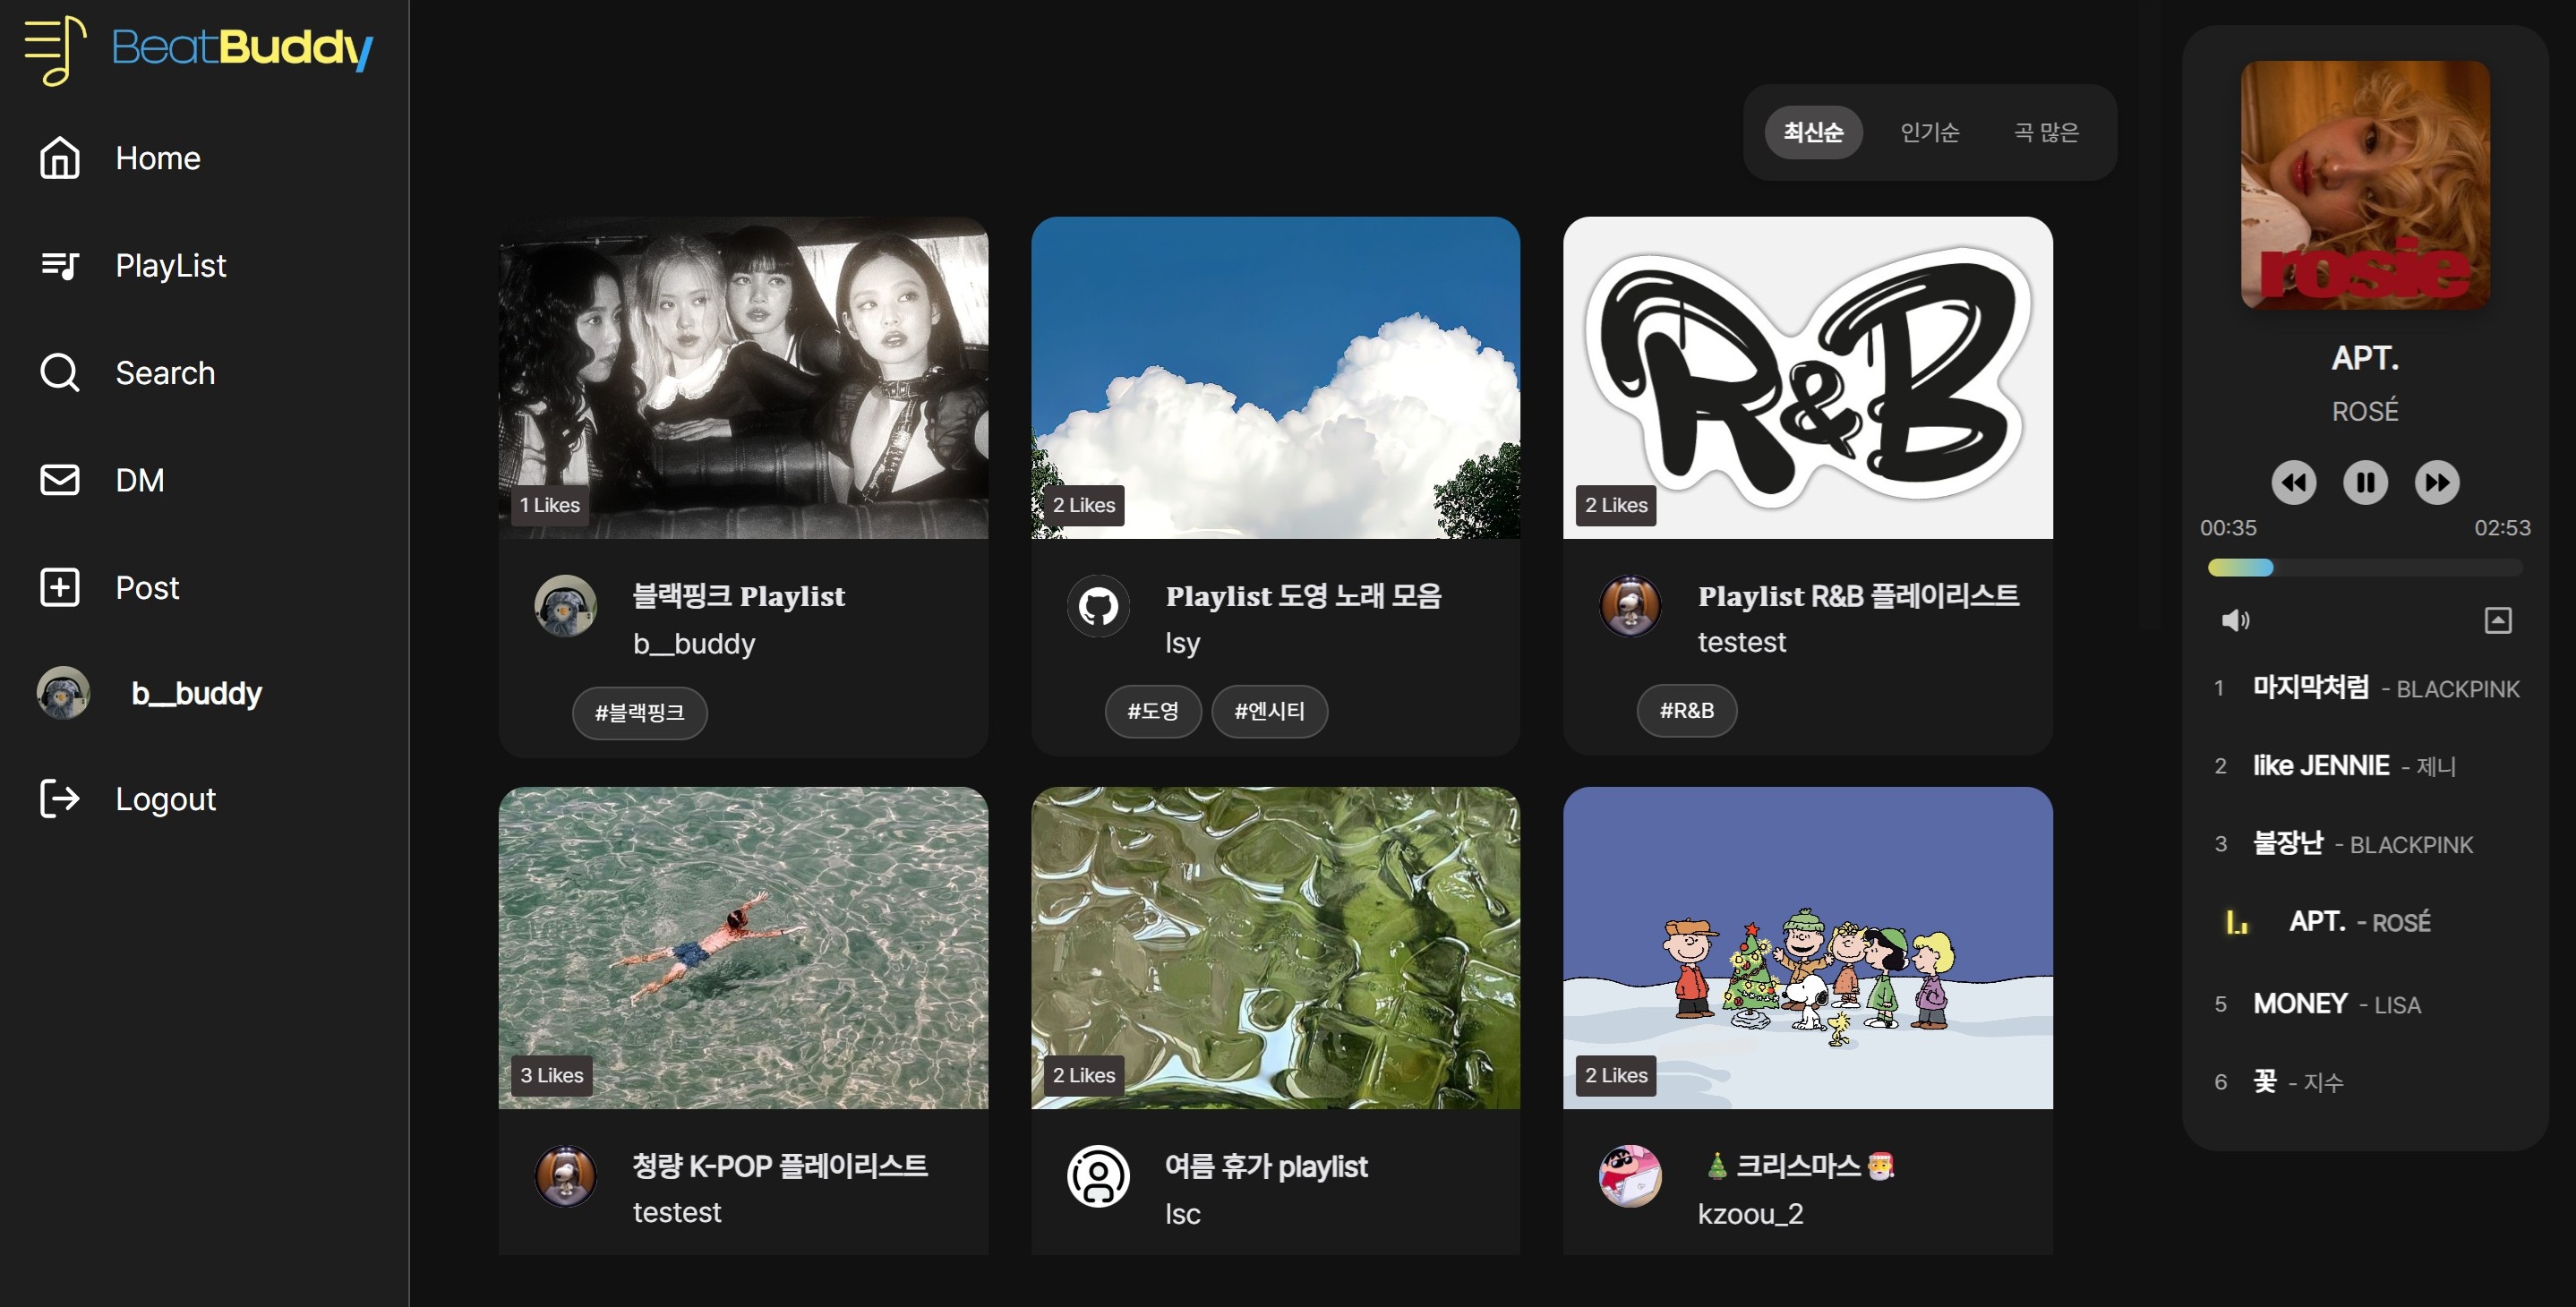 BeatBuddy
Home
PlayList
Search
DM
Post
b__buddy
Logout
최신순 인기순 곡 많은
1 Likes
블랙핑크 Playlist
b__buddy
#블랙핑크
2 Likes
Playlist 도영 노래 모음
lsy
#도영 #엔시티
R&B
2 Likes
Playlist R&B 플레이리스트
testest
#R&B
3 Likes
청량 K-POP 플레이리스트
testest
2 Likes
여름 휴가 playlist
lsc
2 Likes
🎄크리스마스🎅
kzoou_2
rosie
APT.
ROSÉ
00:35 02:53
1 마지막처럼 - BLACKPINK
2 like JENNIE - 제니
3 불장난 - BLACKPINK
APT. - ROSÉ
5 MONEY - LISA
6 꽃 - 지수